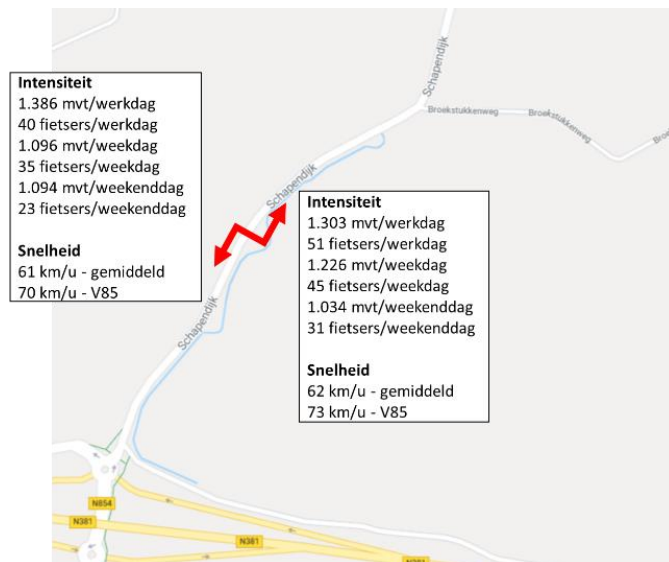 Intensiteit
1.386 mvt/werkdag
40 fietsers/werkdag
1.096 mvt/weekdag
35 fietsers/weekdag
1.094 mvt/weekenddag
23 fietsers/weekenddag
Snelheid
61 km/u - gemiddeld
70 km/u - V85
Schapendijk
Broekstukkenweg
Broekstukkenweg
Schapendijk
Intensiteit
1.303 mvt/werkdag
51 fietsers/werkdag
1.226 mvt/weekdag
45 fietsers/weekdag
1.034 mvt/weekenddag
31 fietsers/weekenddag
Snelheid
62 km/u - gemiddeld
73 km/u - V85
Schapendijk
N854
N381
N381